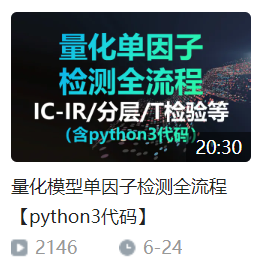 量化单因子
检测全流程
IC-IR/分层/T检验等
（含python3代码）
20:30
量化模型单因子检测全流程
【python3代码】
2146 6-24